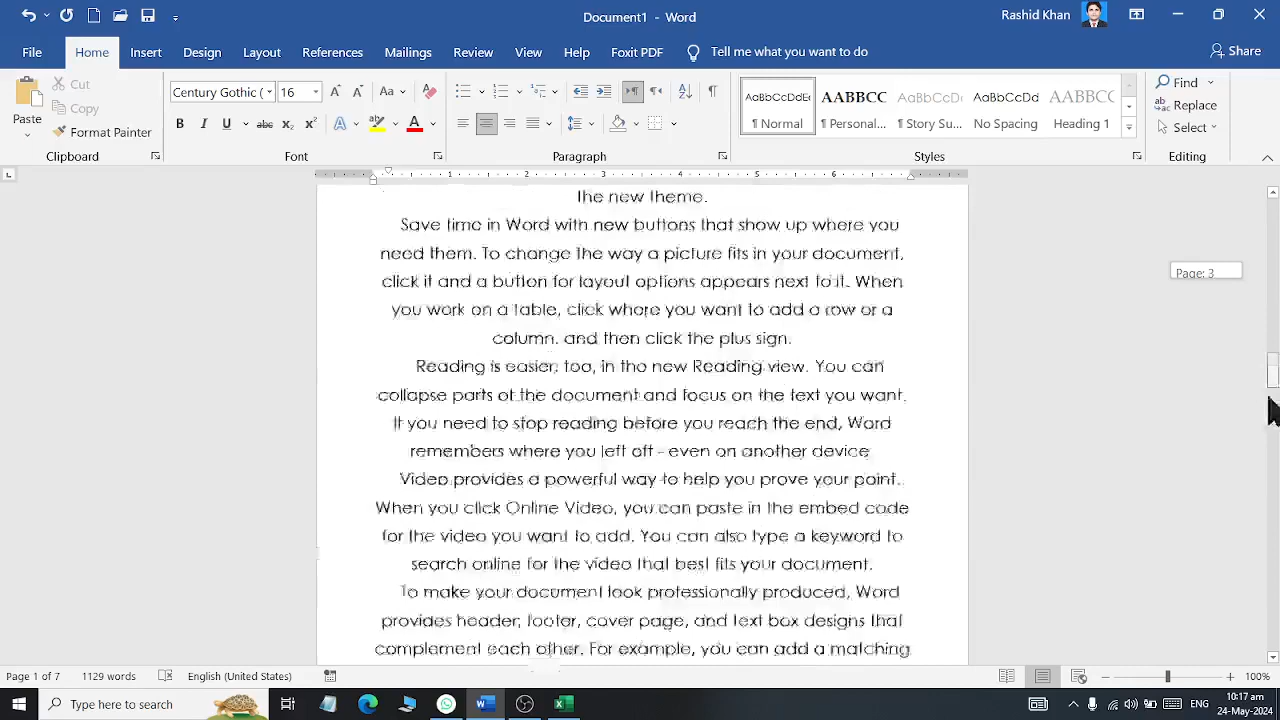 Document1 - Word
Rashid Khan
File Home Insert Design Layout References Mailings Review View Help Foxit PDF Tell me what you want to do Share
Paste
Cut
Copy
Format Painter
Clipboard
Century Gothic ( 16
Aa
B I U abc X₂ X² A A
Font
Paragraph
AaBbCcDdEe AABBCC AaBbCcDd AaBbCcDd AABBCC
¶ Normal ¶ Personal... ¶ Story Su... No Spacing Heading 1
Styles
Find
Replace
Select
Editing
1 2 3 4 5 6
The new Theme.
Save time in Word with new buttons that show up where you
need them. To change the way a picture fits in your document,
click it and a button for layout options appears next to it. When
you work on a table, click where you want to add a row or a
column. and then click the plus sign.
Reading is easier, too, in the new Reading view. You can
collapse parts of the document and focus on the text you want.
If you need to stop reading before you reach the end, Word
remembers where you left off - even on another device
Video provides a powerful way to help you prove your point.
When you click Online Video, you can paste in the embed code
for the video you want to add. You can also type a keyword to
search online for the video that best fits your document.
To make your document look professionally produced, Word
provides header, footer, cover page, and text box designs that
complement each other. For example, you can add a matching
Page: 3
Page 1 of 7 1129 words English (United States) 100%
Type here to search
10:17 am
24-May-2024